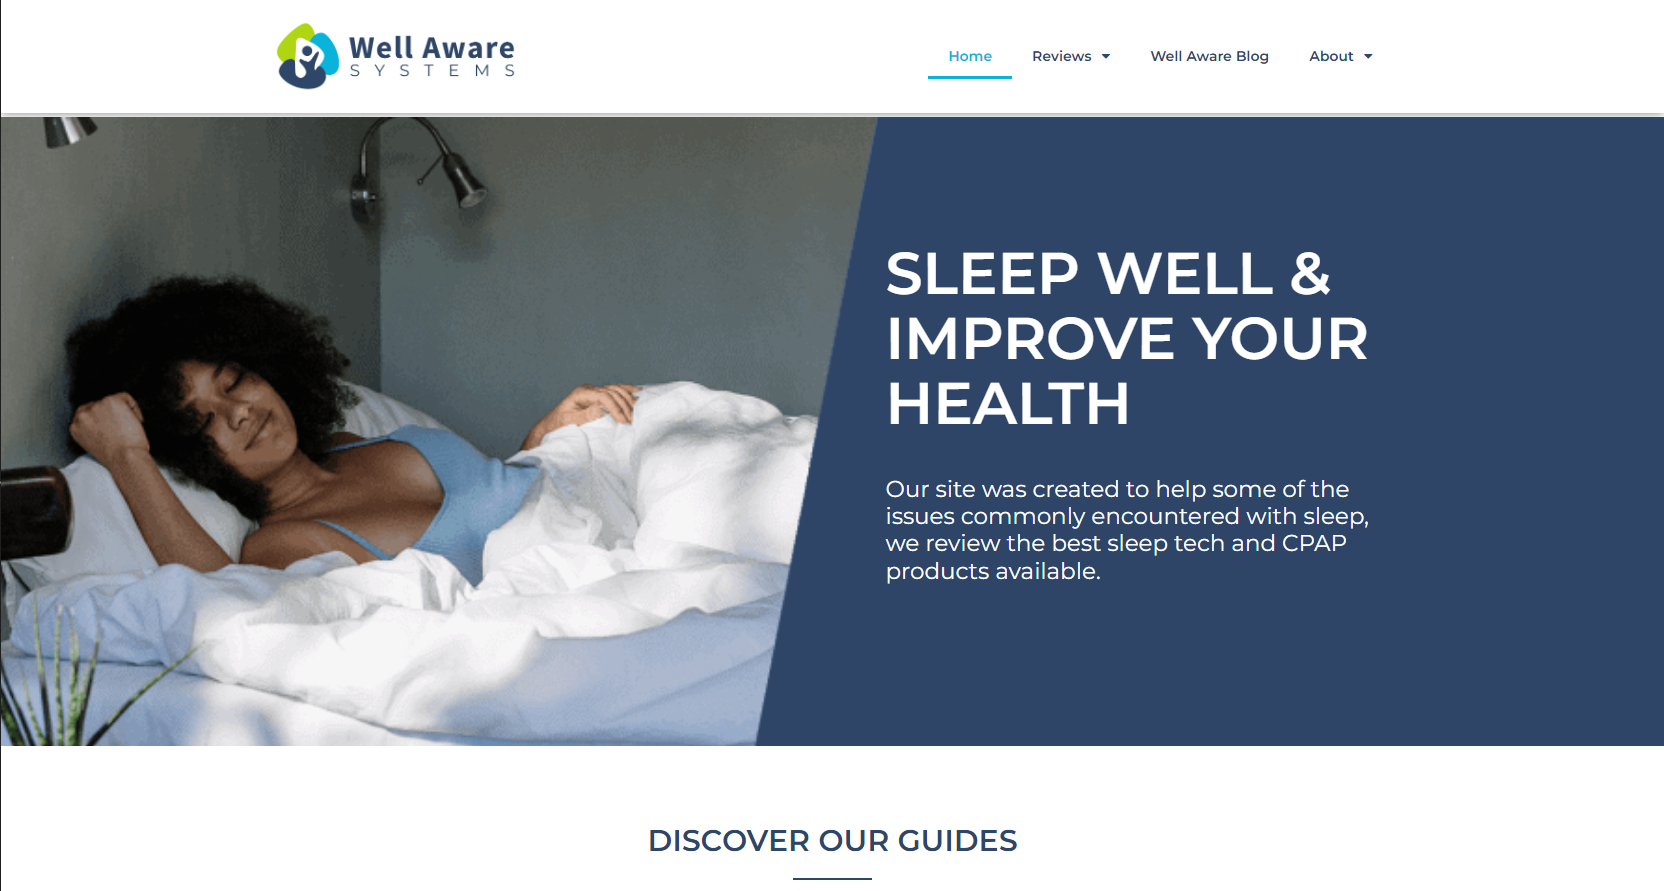 Well Aware
SYSTEMS
Home
Reviews
Well Aware Blog
About
SLEEP WELL &
IMPROVE YOUR
HEALTH
Our site was created to help some of the
issues commonly encountered with sleep,
we review the best sleep tech and CPAP
products available.
DISCOVER OUR GUIDES